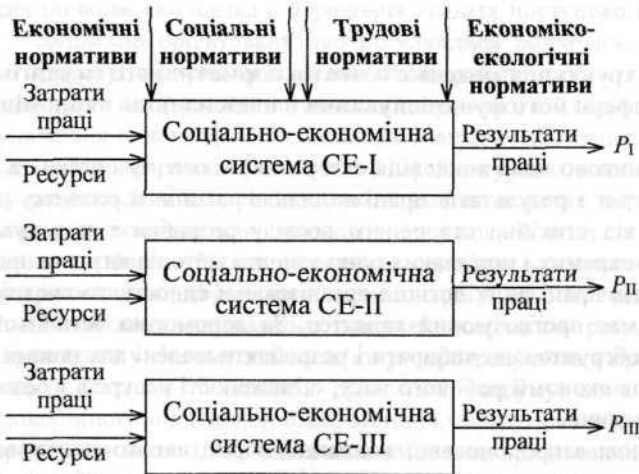 Економічні Соціальні Трудові Економіко-
нормативи нормативи нормативи екологічні
нормативи
Затрати
праці
Ресурси
Соціально-економічна
система СЕ-I
Результати
праці
P_I
Затрати
праці
Ресурси
Соціально-економічна
система СЕ-II
Результати
праці
P_II
Затрати
праці
Ресурси
Соціально-економічна
система СЕ-III
Результати
праці
P_III